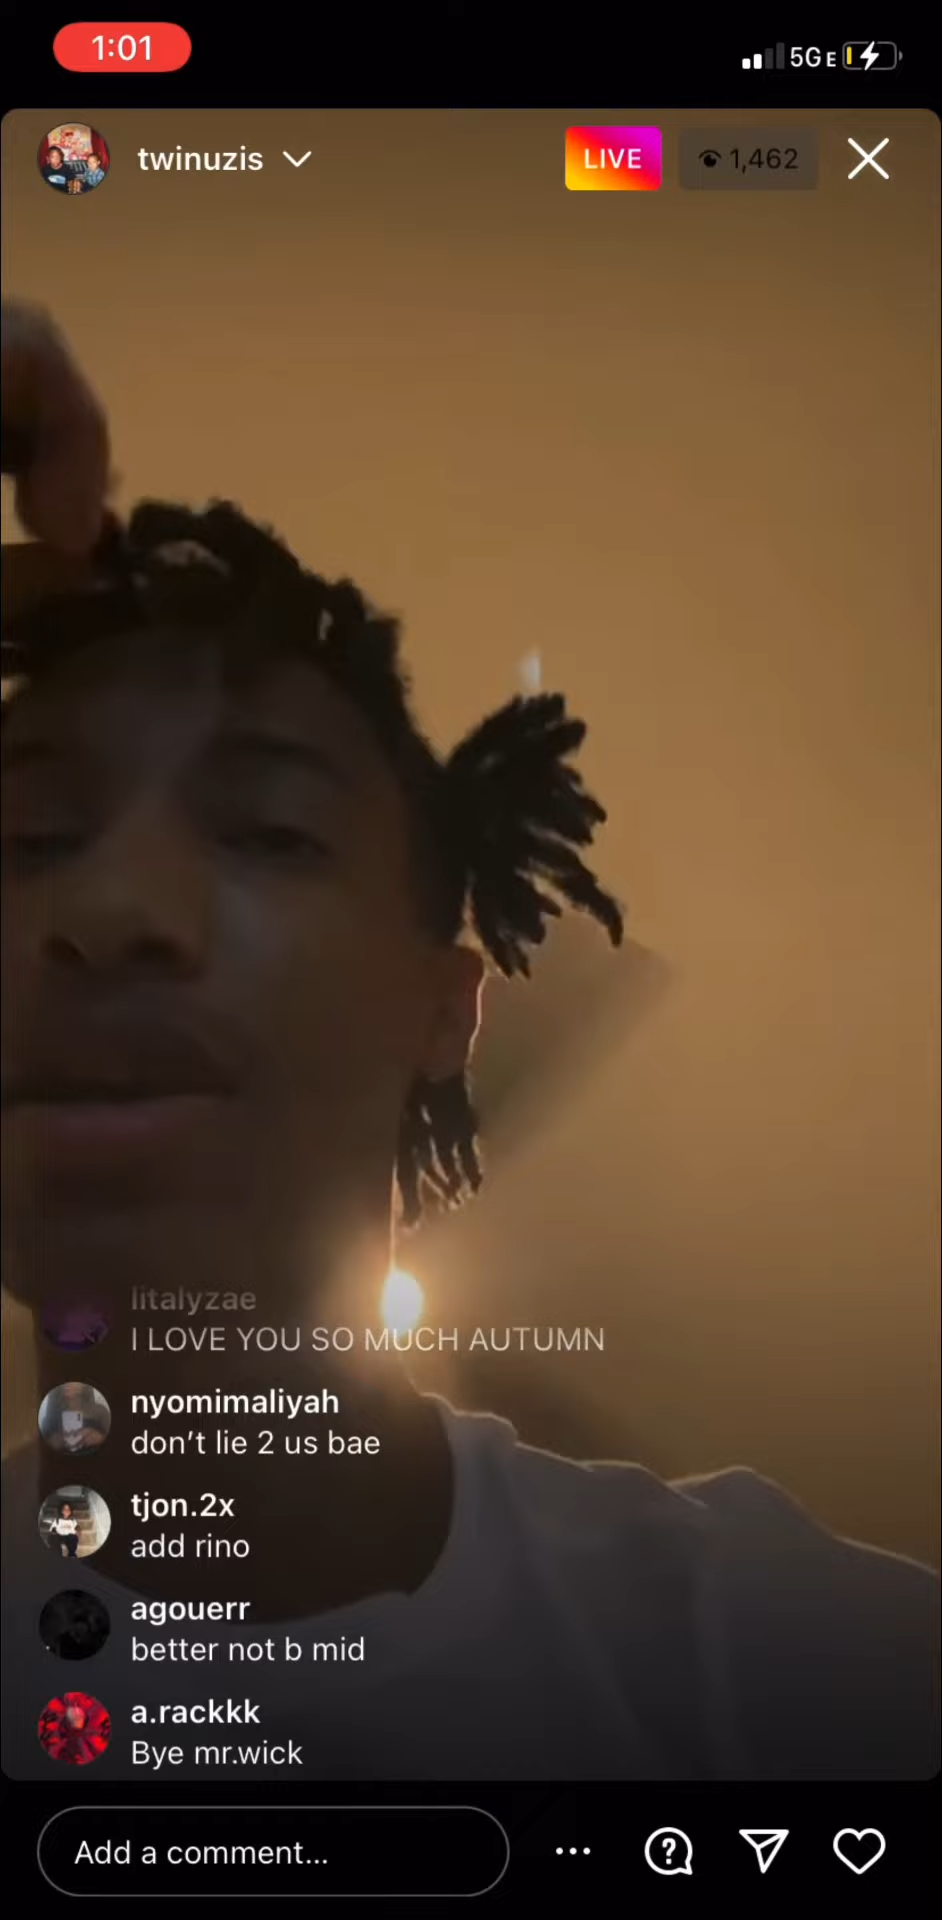 1:01
5GE
twinuzis
LIVE
1,462
litalyzae
I LOVE YOU SO MUCH AUTUMN
nyomimaliyah
don't lie 2 us bae
tjon.2x
add rino
agouerr
better not b mid
a.rackkk
Bye mr.wick
Add a comment...